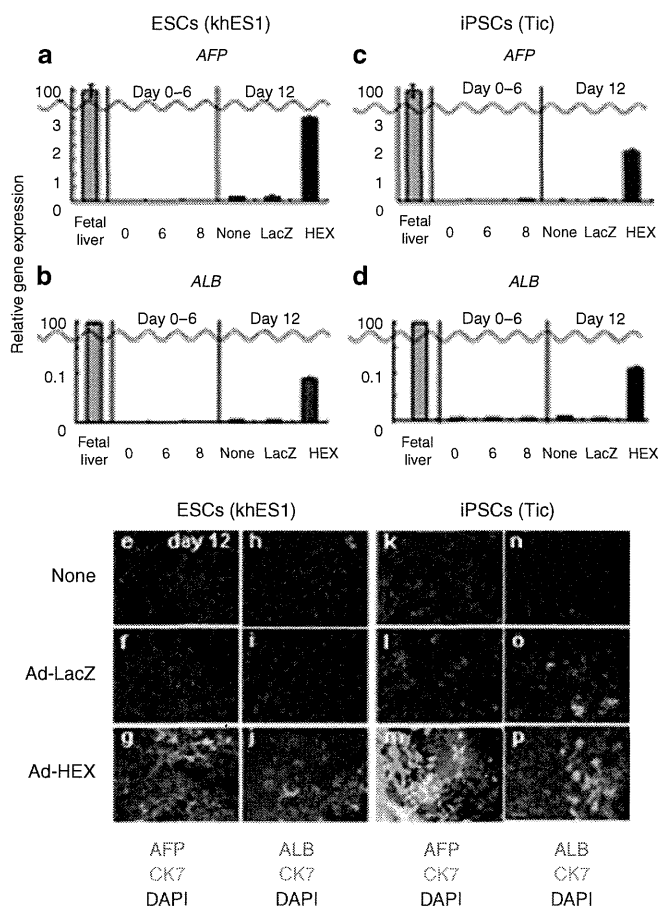 ESCs (khES1) iPSCs (Tic)
a AFP c AFP
100 Day 0–6 Day 12 100 Day 0–6 Day 12
3 3
2 2
1 1
0 0
Fetal liver 0 6 8 None LacZ HEX Fetal liver 0 6 8 None LacZ HEX
Relative gene expression
b ALB d ALB
100 Day 0–6 Day 12 100 Day 0–6 Day 12
0.1 0.1
0 0
Fetal liver 0 6 8 None LacZ HEX Fetal liver 0 6 8 None LacZ HEX
ESCs (khES1) iPSCs (Tic)
None e day 12 h k n
Ad-LacZ f i l o
Ad-HEX g j m p
AFP ALB AFP ALB
CK7 CK7 CK7 CK7
DAPI DAPI DAPI DAPI